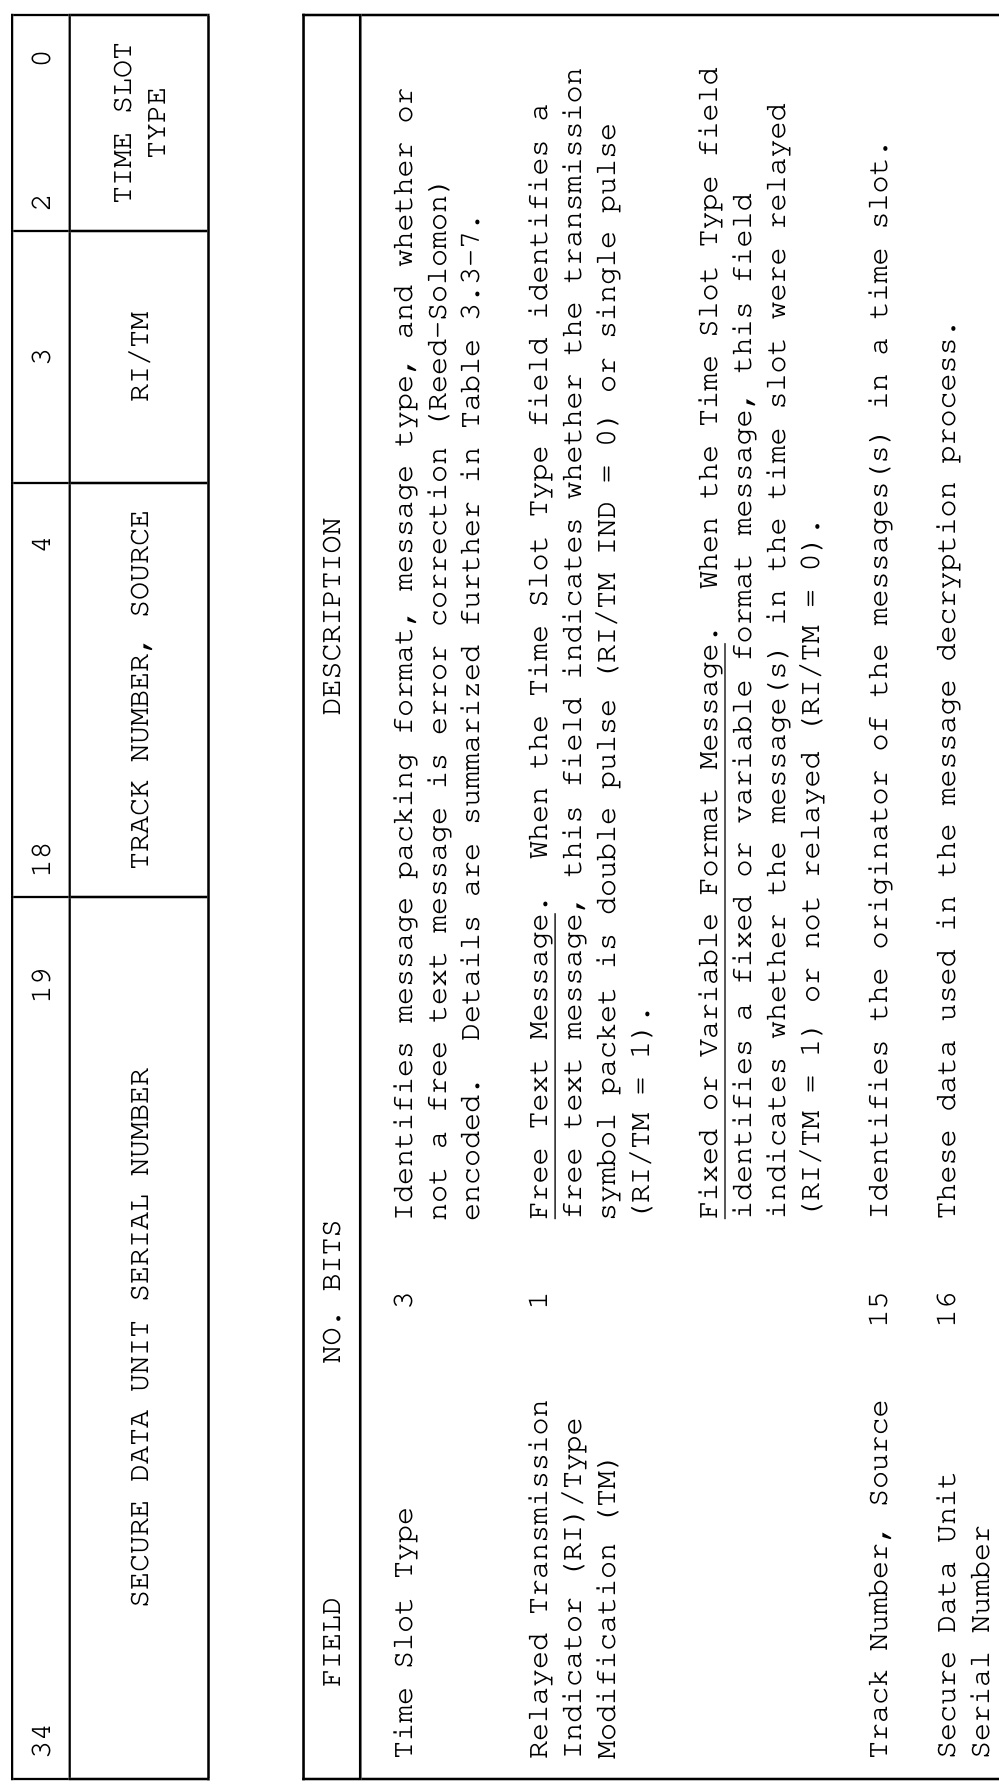 34 19 18 4 3 2 0
SECURE DATA UNIT SERIAL NUMBER TRACK NUMBER, SOURCE RI/TM TIME SLOT
TYPE
FIELD NO. BITS DESCRIPTION
Time Slot Type 3 Identifies message packing format, message type, and whether or
not a free text message is error correction (Reed-Solomon)
encoded. Details are summarized further in Table 3.3-7.
Relayed Transmission 1 Free Text Message. When the Time Slot Type field identifies a
Indicator (RI)/Type free text message, this field indicates whether the transmission
Modification (TM) symbol packet is double pulse (RI/TM IND = 0) or single pulse
(RI/TM = 1).
Fixed or Variable Format Message. When the Time Slot Type field
identifies a fixed or variable format message, this field
indicates whether the message(s) in the time slot were relayed
(RI/TM = 1) or not relayed (RI/TM = 0).
Track Number, Source 15 Identifies the originator of the messages(s) in a time slot.
Secure Data Unit 16 These data used in the message decryption process.
Serial Number